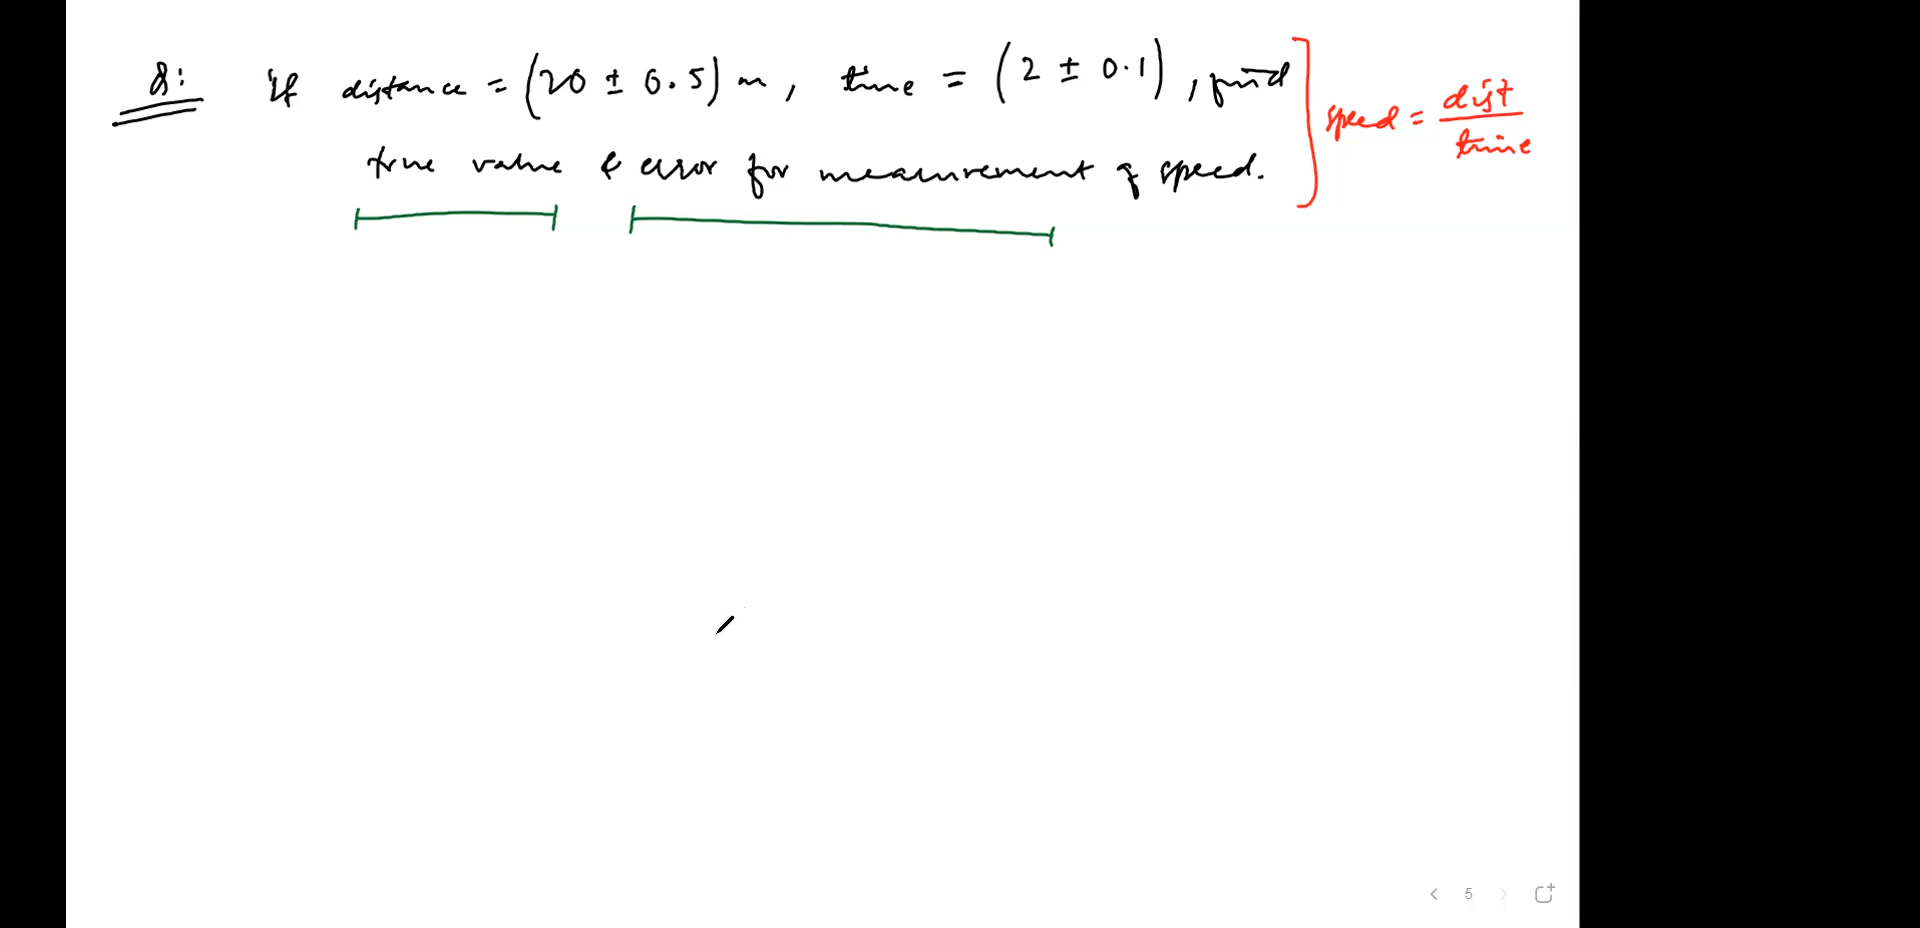 Q: If distance = (20 ± 0.5) m, time = (2 ± 0.1), find
true value & error for measurement of speed.
speed = dist / time
5